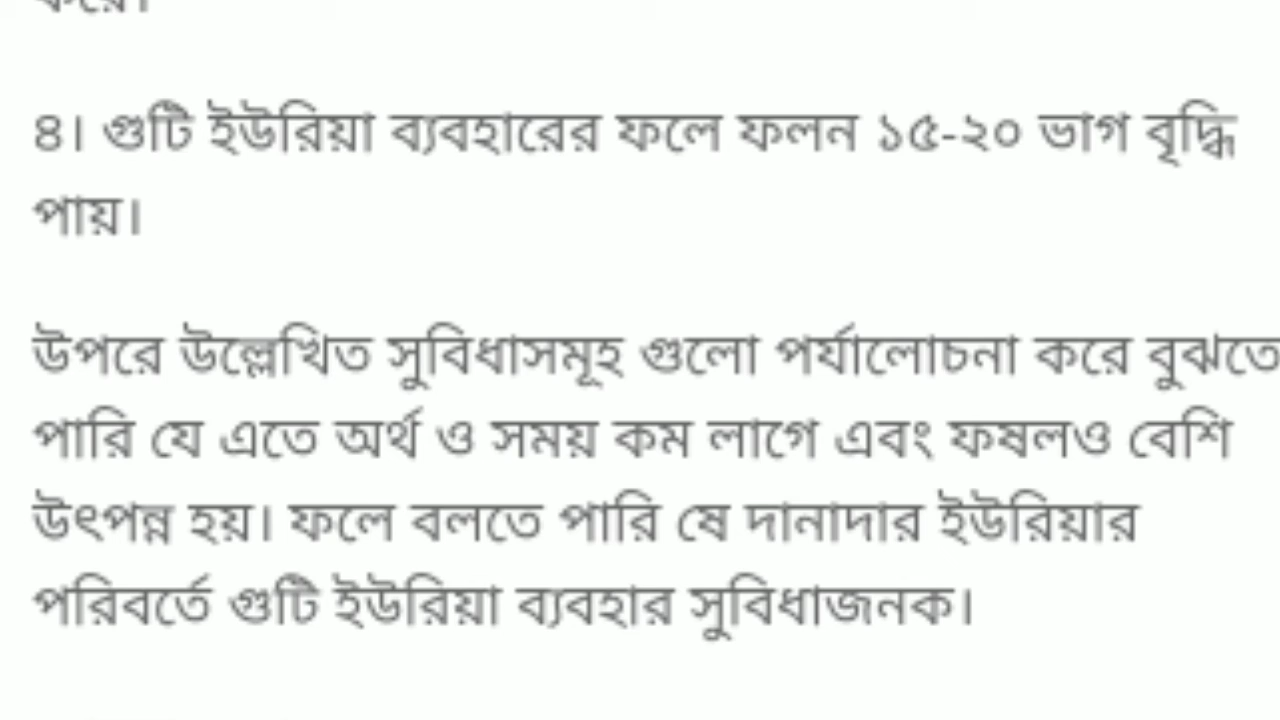 করে।
৪। গুটি ইউরিয়া ব্যবহারের ফলে ফলন ১৫-২০ ভাগ বৃদ্ধি
পায়।
উপরে উল্লেখিত সুবিধাসমূহ গুলো পর্যালোচনা করে বুঝতে
পারি যে এতে অর্থ ও সময় কম লাগে এবং ফষলও বেশি
উৎপন্ন হয়। ফলে বলতে পারি ষে দানাদার ইউরিয়ার
পরিবর্তে গুটি ইউরিয়া ব্যবহার সুবিধাজনক।